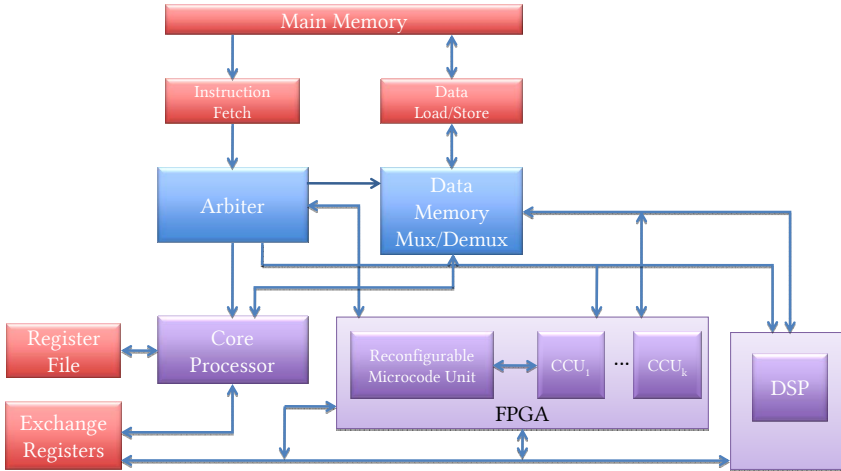 Main Memory
Instruction
Fetch
Data
Load/Store
Arbiter
Data
Memory
Mux/Demux
Register
File
Core
Processor
Reconfigurable
Microcode Unit
CCU₁
...
CCUₖ
FPGA
DSP
Exchange
Registers